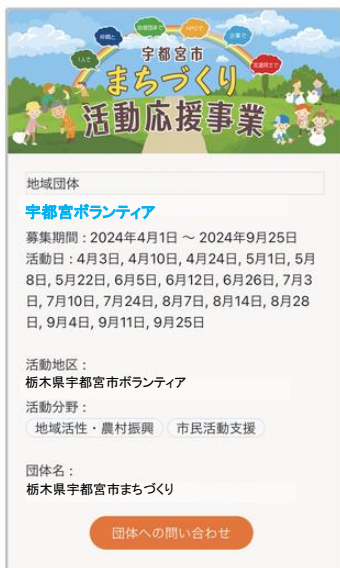 1人で
仲間と
地域団体で
NPOで
企業で
友達同士で
宇都宮市
まちづくり
活動応援事業
地域団体
宇都宮ボランティア
募集期間：2024年4月1日 〜 2024年9月25日
活動日：4月3日, 4月10日, 4月24日, 5月1日, 5月
8日, 5月22日, 6月5日, 6月12日, 6月26日, 7月3
日, 7月10日, 7月24日, 8月7日, 8月14日, 8月28
日, 9月4日, 9月11日, 9月25日
活動地区：
栃木県宇都宮市ボランティア
活動分野：
地域活性・農村振興 市民活動支援
団体名：
栃木県宇都宮市まちづくり
団体への問い合わせ